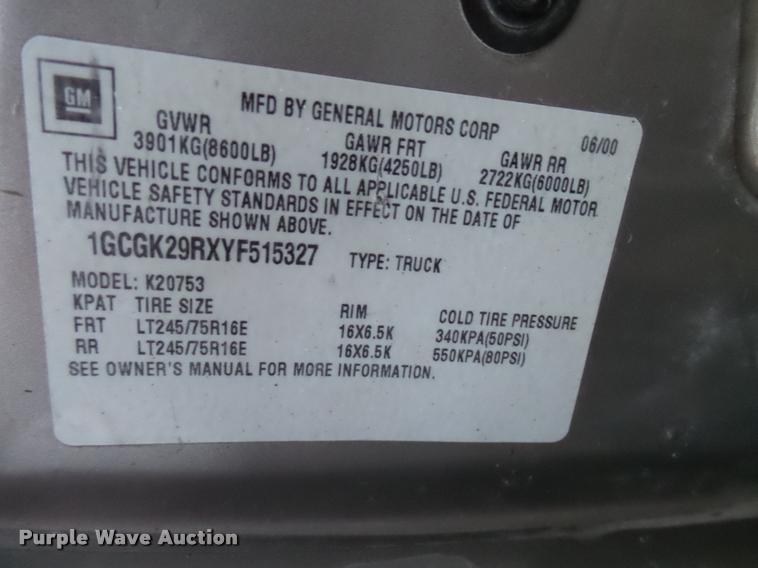 GM
MFD BY GENERAL MOTORS CORP 06/00
GVWR GAWR FRT GAWR RR
3901KG(8600LB) 1928KG(4250LB) 2722KG(6000LB)
THIS VEHICLE CONFORMS TO ALL APPLICABLE U.S. FEDERAL MOTOR
VEHICLE SAFETY STANDARDS IN EFFECT ON THE DATE OF
MANUFACTURE SHOWN ABOVE.
1GCGK29RXYF515327 TYPE: TRUCK
MODEL: K20753
KPAT TIRE SIZE RIM COLD TIRE PRESSURE
FRT LT245/75R16E 16X6.5K 340KPA(50PSI)
RR LT245/75R16E 16X6.5K 550KPA(80PSI)
SEE OWNER'S MANUAL FOR MORE INFORMATION.
Purple Wave Auction